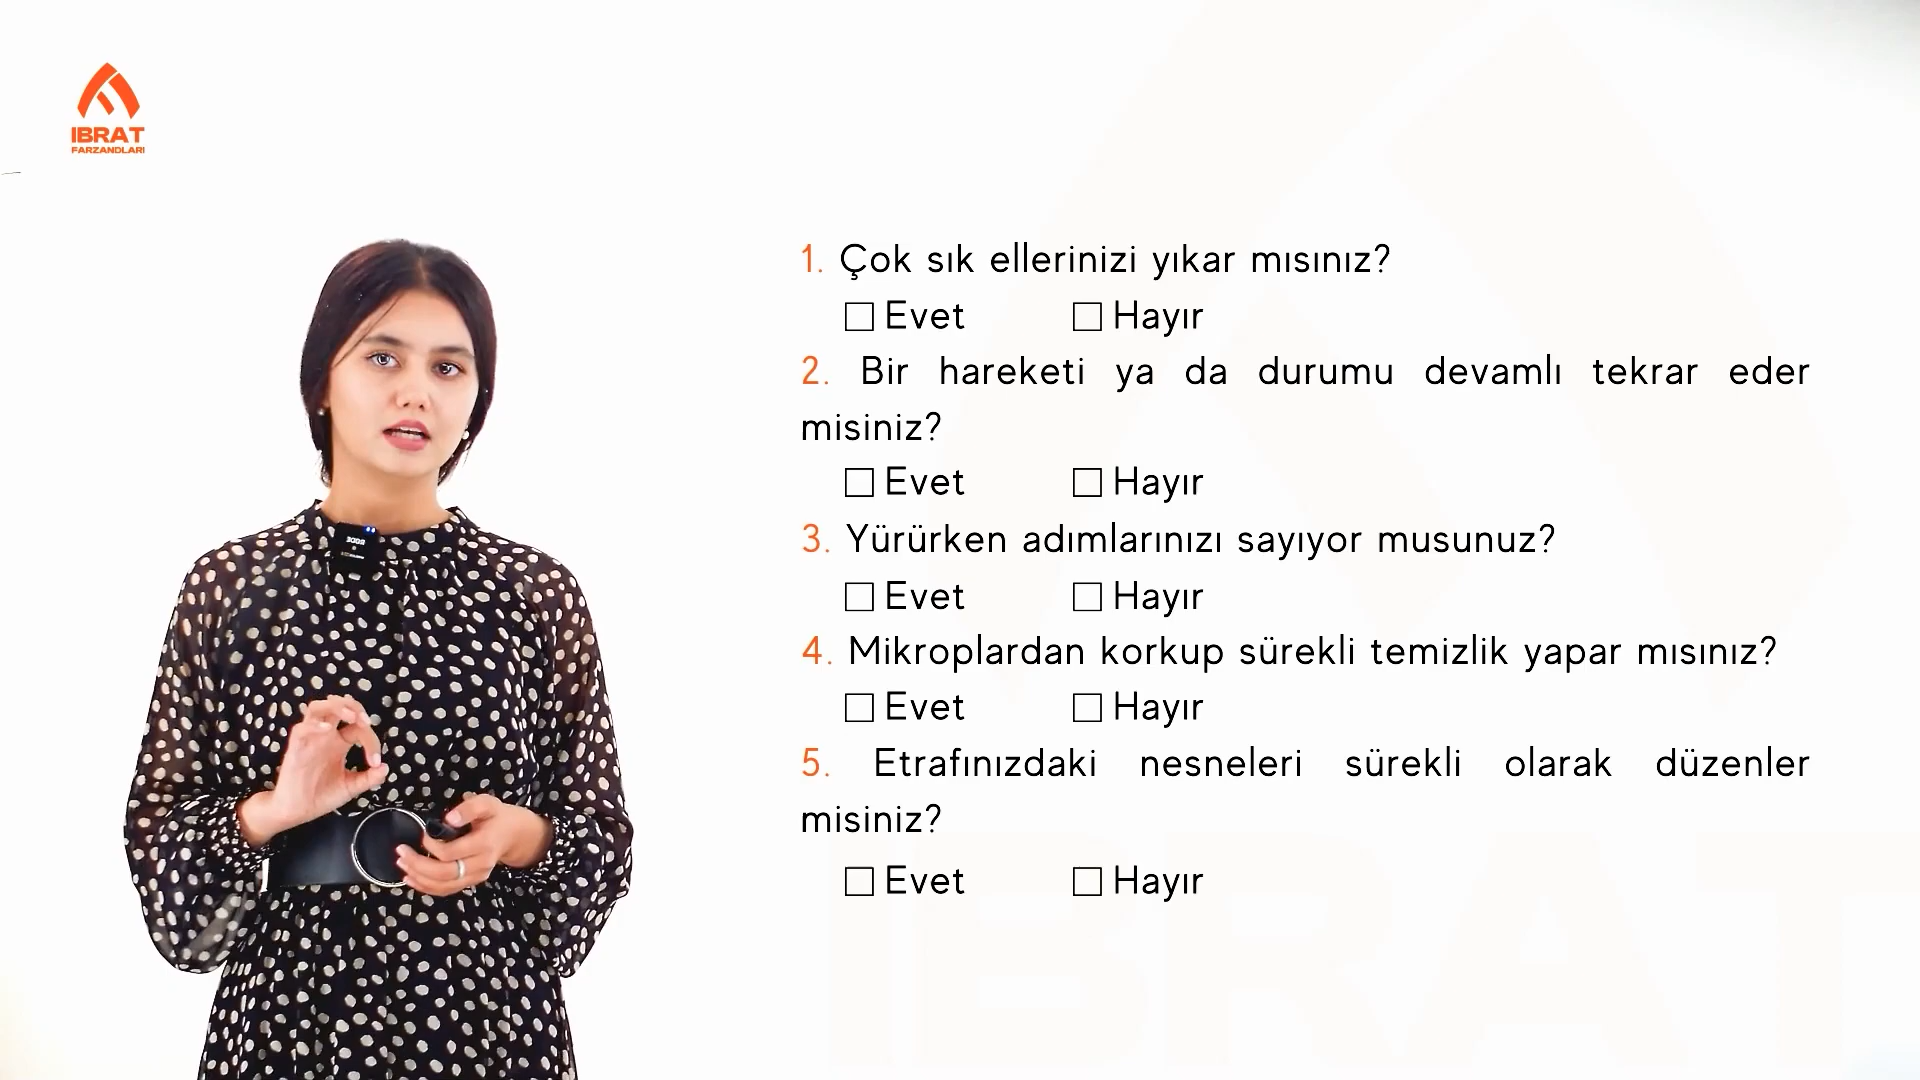 IBRAT
FARZANDLARI
1. Çok sık ellerinizi yıkar mısınız?
☐ Evet ☐ Hayır
2. Bir hareketi ya da durumu devamlı tekrar eder
misiniz?
☐ Evet ☐ Hayır
3. Yürürken adımlarınızı sayıyor musunuz?
☐ Evet ☐ Hayır
4. Mikroplardan korkup sürekli temizlik yapar mısınız?
☐ Evet ☐ Hayır
5. Etrafınızdaki nesneleri sürekli olarak düzenler
misiniz?
☐ Evet ☐ Hayır
IBRAT